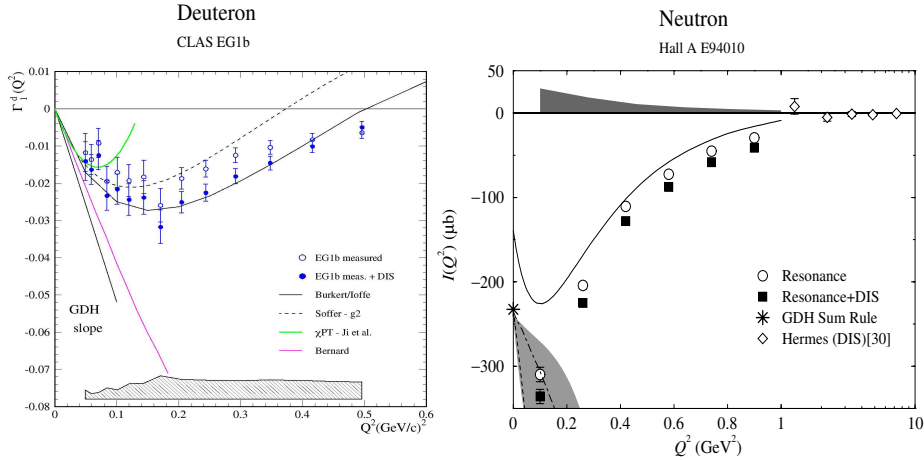 Deuteron
CLAS EG1b
Γ₁ᵈ(Q²)
0.01
0
-0.01
-0.02
-0.03
-0.04
-0.05
-0.06
-0.07
-0.08
GDH
slope
EG1b measured
EG1b meas. + DIS
Burkert/Ioffe
Soffer - g2
χPT - Ji et al.
Bernard
0 0.1 0.2 0.3 0.4 0.5 0.6
Q²(GeV/c)²
Neutron
Hall A E94010
I(Q²) (μb)
50
0
−100
−200
−300
Resonance
Resonance+DIS
GDH Sum Rule
Hermes (DIS)[30]
0 0.2 0.4 0.6 0.8 1 10
Q² (GeV²)